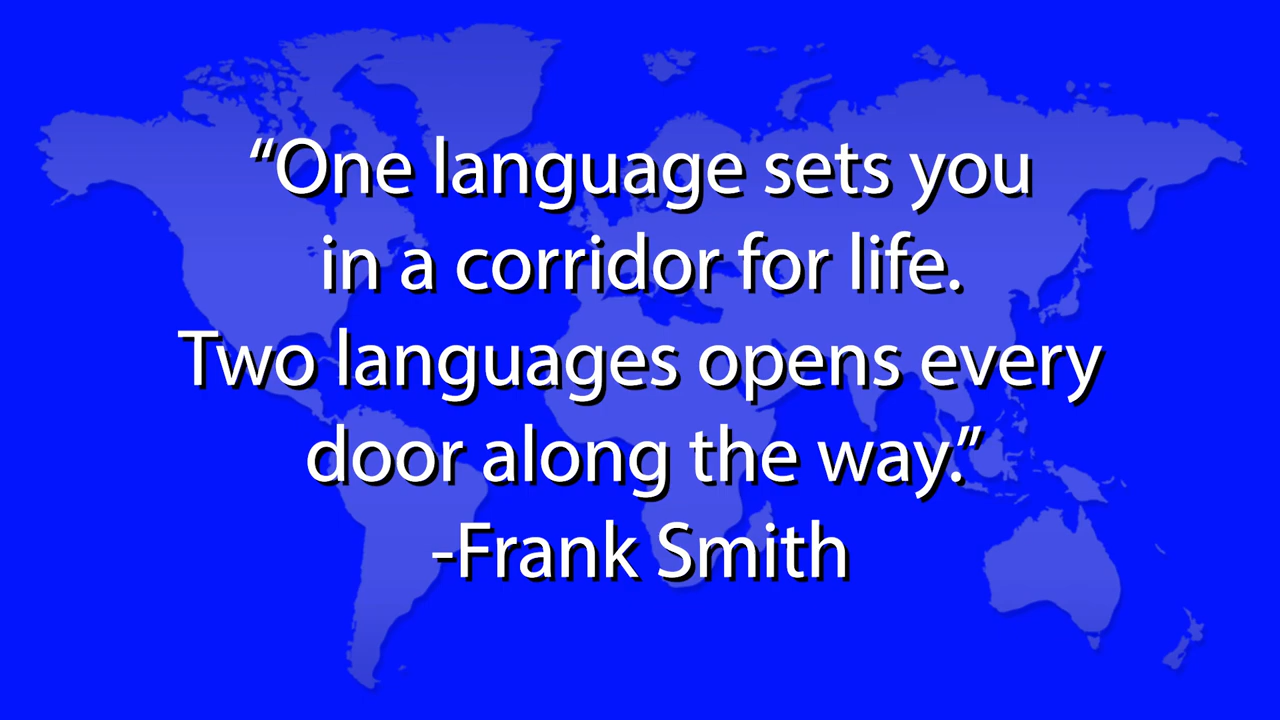 “One language sets you
in a corridor for life.
Two languages opens every
door along the way.”
-Frank Smith